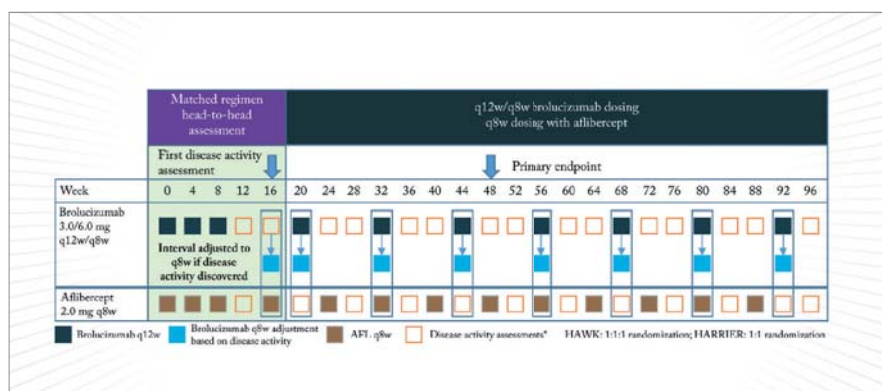 Matched regimen
head-to-head
assessment
q12w/q8w brolucizumab dosing
q8w dosing with aflibercept
First disease activity
assessment
Primary endpoint
Week 0 4 8 12 16 20 24 28 32 36 40 44 48 52 56 60 64 68 72 76 80 84 88 92 96
Brolucizumab
3.0/6.0 mg
q12w/q8w
Interval adjusted to
q8w if disease
activity discovered
Aflibercept
2.0 mg q8w
Brolucizumab q12w
Brolucizumab q8w adjustment
based on disease activity
AFL q8w
Disease activity assessments*
HAWK: 1:1:1 randomization; HARRIER: 1:1 randomization